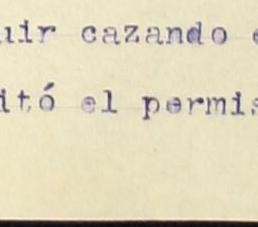 uir cazando e
itó el permis